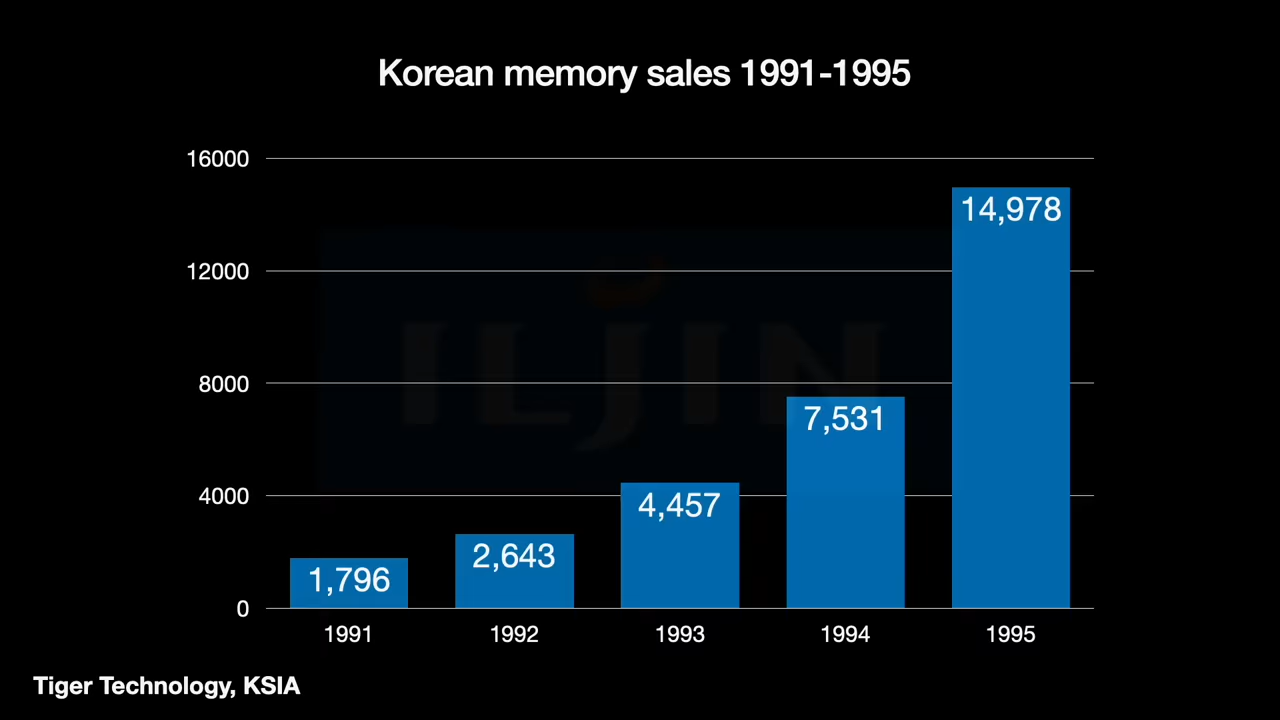 Korean memory sales 1991-1995
16000
12000
8000
4000
0
14,978
7,531
4,457
2,643
1,796
ILJIN
1991 1992 1993 1994 1995
Tiger Technology, KSIA